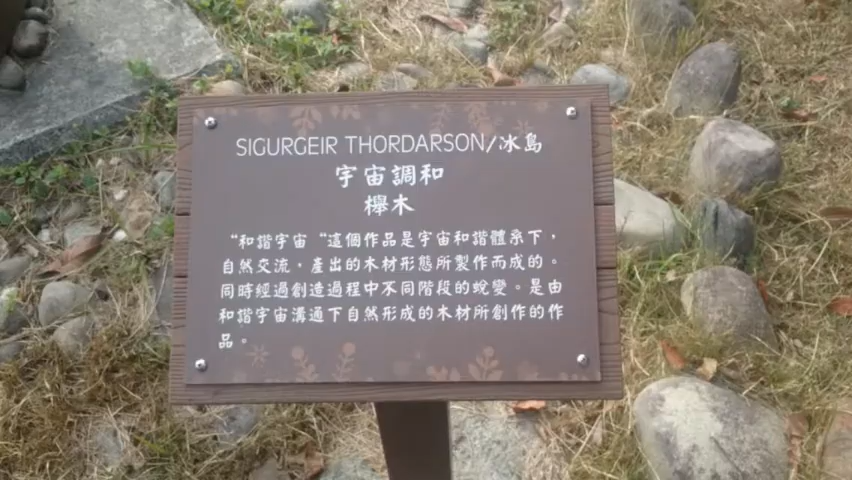 SIGURGEIR THORDARSON/冰島
宇宙調和
櫸木
“和諧宇宙“這個作品是宇宙和諧體系下，
自然交流，產出的木材形態所製作而成的。
同時經過創造過程中不同階段的蛻變。是由
和諧宇宙溝通下自然形成的木材所創作的作
品。